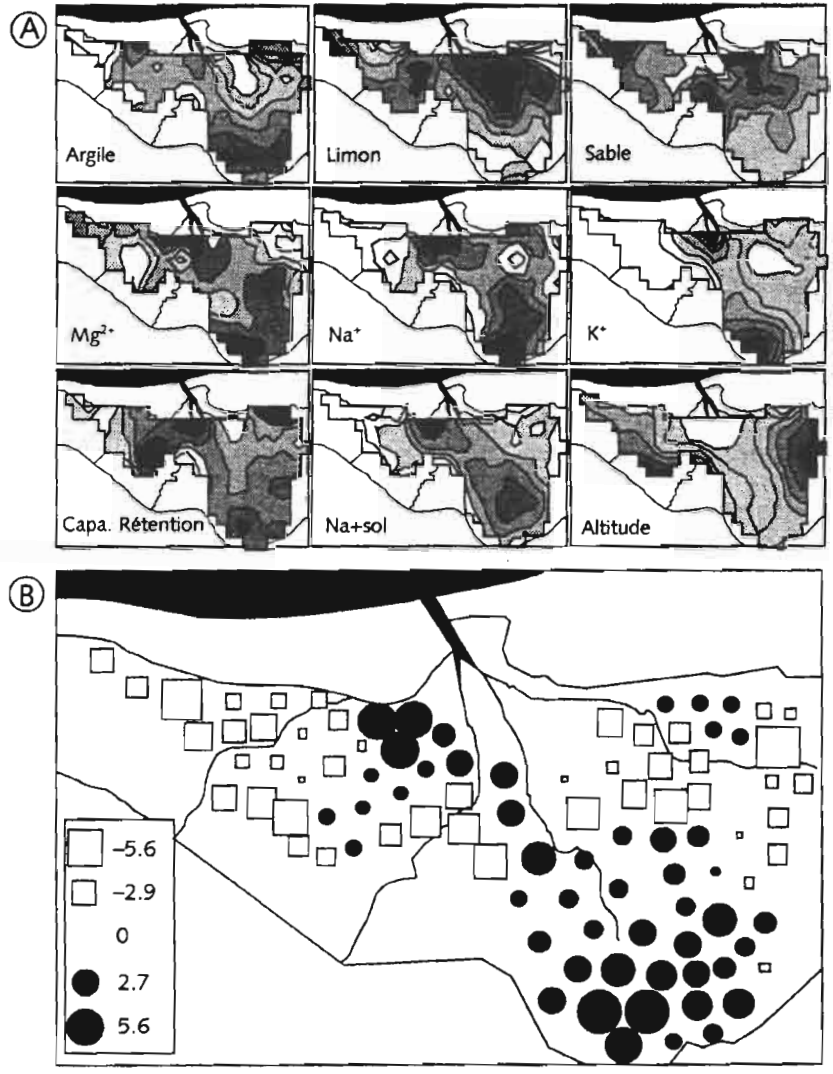 A
Argile
Limon
Sable
Mg²⁺
Na⁺
K⁺
Capa. Rétention
Na+sol
Altitude
B
−5.6
−2.9
0
2.7
5.6